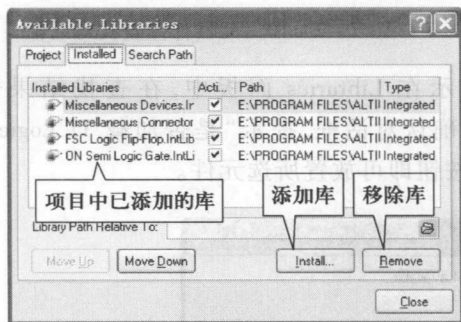 Available Libraries
Project Installed Search Path
Installed Libraries Acti... Path Type
Miscellaneous Devices.Ir E:\PROGRAM FILES\ALTII Integrated
Miscellaneous Connector E:\PROGRAM FILES\ALTII Integrated
FSC Logic Flip-Flop.IntLib E:\PROGRAM FILES\ALTII Integrated
ON Semi Logic Gate.IntLi E:\PROGRAM FILES\ALTII Integrated
项目中已添加的库 添加库 移除库
Library Path Relative To:
Move Up Move Down Install... Remove
Close